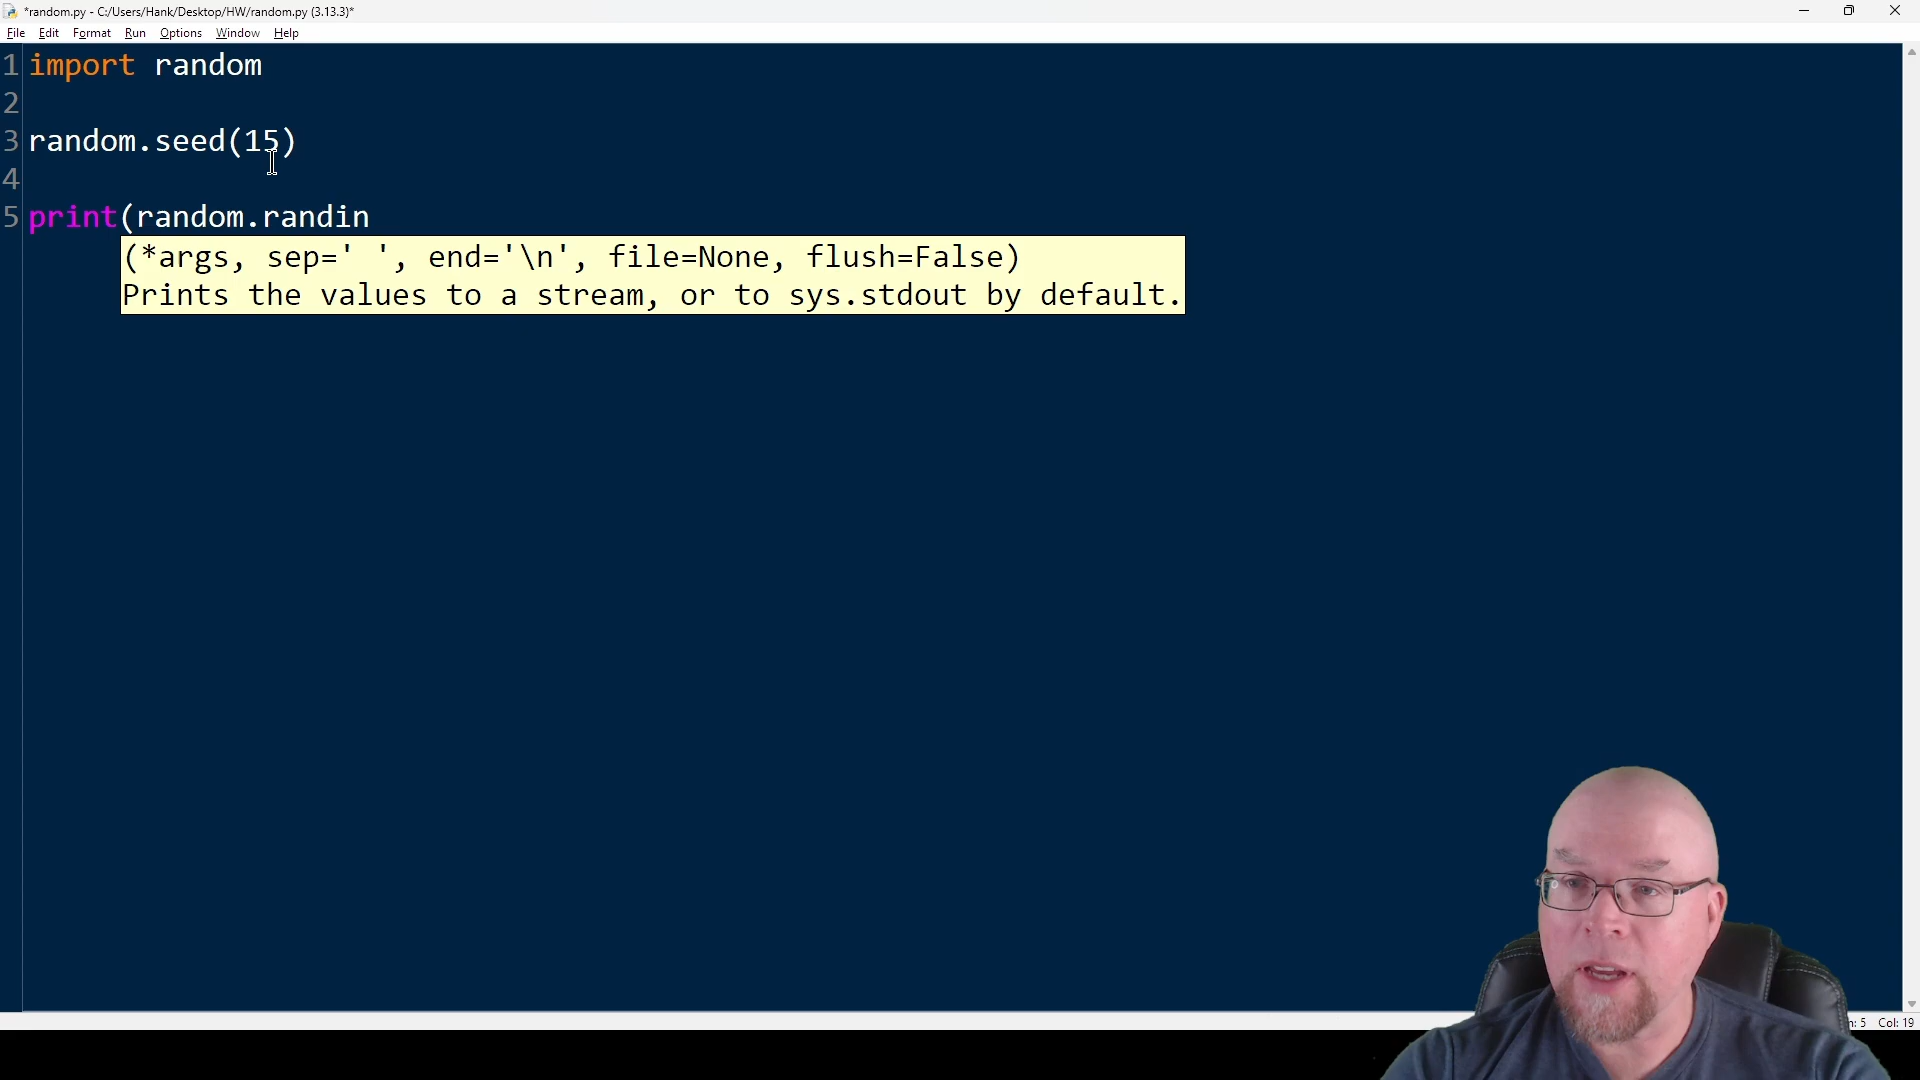 *random.py - C:/Users/Hank/Desktop/HW/random.py (3.13.3)*
File Edit Format Run Options Window Help
1 import random
2
3 random.seed(15)
4
5 print(random.randin
(*args, sep=' ', end='\n', file=None, flush=False)
Prints the values to a stream, or to sys.stdout by default.
n: 5 Col: 19